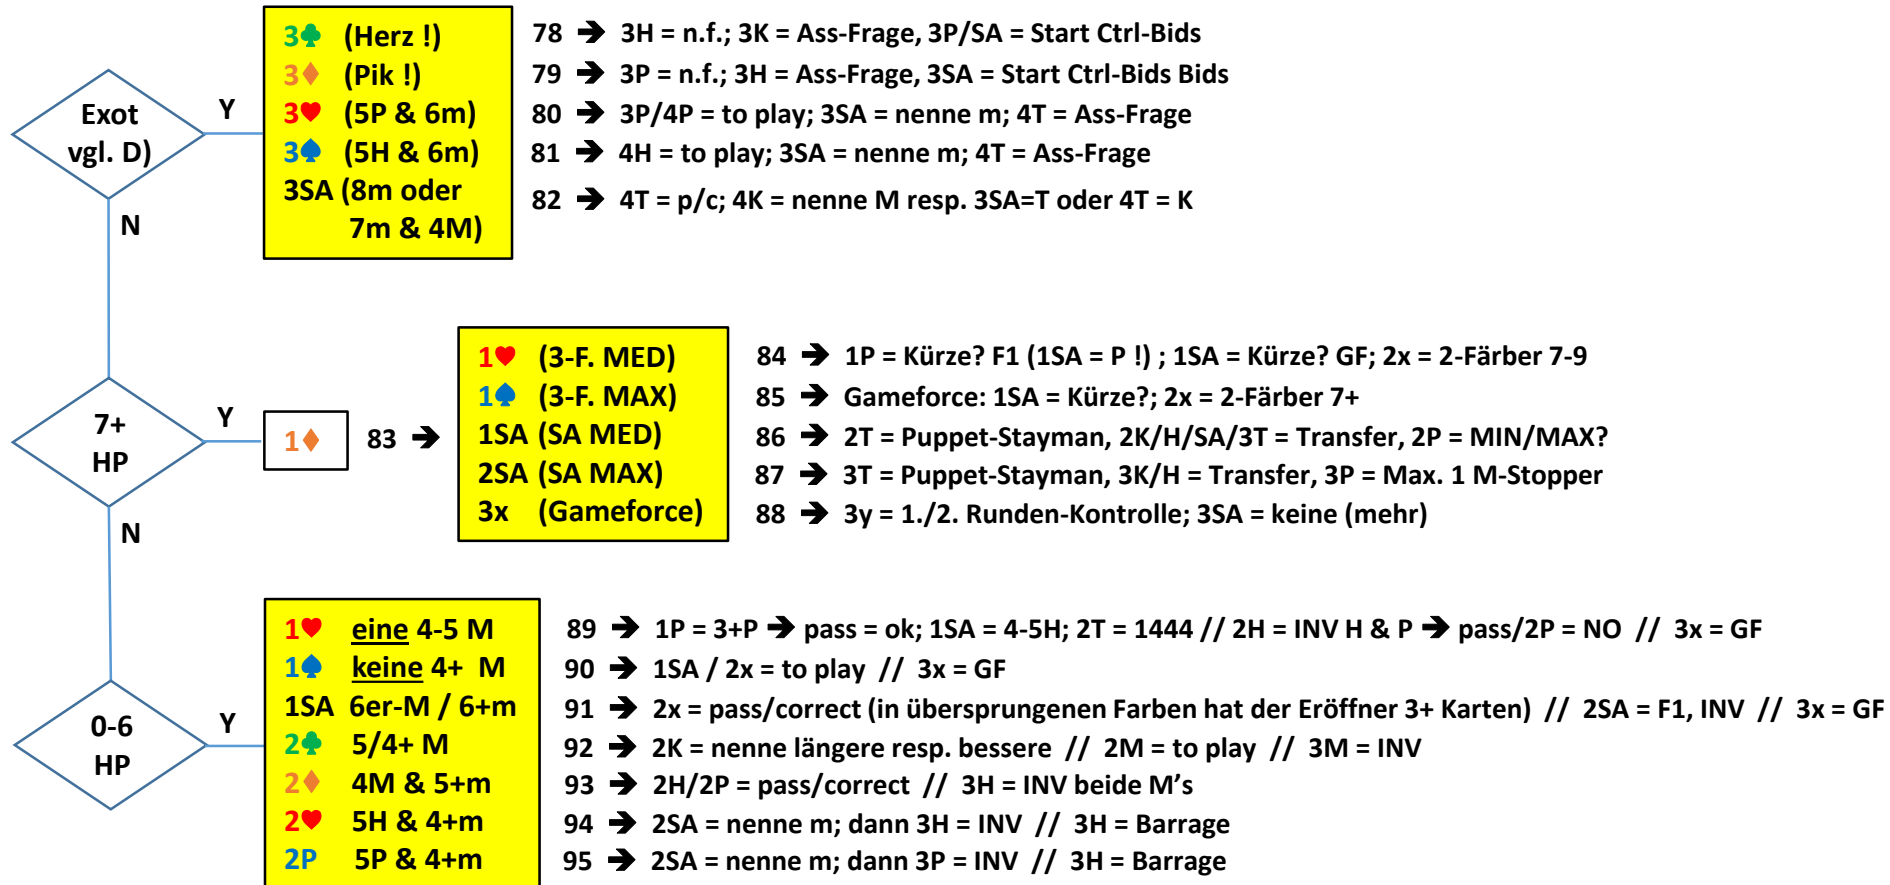 Exot
vgl. D)
Y
N
3♣ (Herz !)
3♦ (Pik !)
3♥ (5P & 6m)
3♠ (5H & 6m)
3SA (8m oder
7m & 4M)
78 ➔ 3H = n.f.; 3K = Ass-Frage, 3P/SA = Start Ctrl-Bids
79 ➔ 3P = n.f.; 3H = Ass-Frage, 3SA = Start Ctrl-Bids Bids
80 ➔ 3P/4P = to play; 3SA = nenne m; 4T = Ass-Frage
81 ➔ 4H = to play; 3SA = nenne m; 4T = Ass-Frage
82 ➔ 4T = p/c; 4K = nenne M resp. 3SA=T oder 4T = K
7+
HP
Y
N
1♦
83 ➔
1♥ (3-F. MED)
1♠ (3-F. MAX)
1SA (SA MED)
2SA (SA MAX)
3x (Gameforce)
84 ➔ 1P = Kürze? F1 (1SA = P !) ; 1SA = Kürze? GF; 2x = 2-Färber 7-9
85 ➔ Gameforce: 1SA = Kürze?; 2x = 2-Färber 7+
86 ➔ 2T = Puppet-Stayman, 2K/H/SA/3T = Transfer, 2P = MIN/MAX?
87 ➔ 3T = Puppet-Stayman, 3K/H = Transfer, 3P = Max. 1 M-Stopper
88 ➔ 3y = 1./2. Runden-Kontrolle; 3SA = keine (mehr)
0-6
HP
Y
1♥ eine 4-5 M
1♠ keine 4+ M
1SA 6er-M / 6+m
2♣ 5/4+ M
2♦ 4M & 5+m
2♥ 5H & 4+m
2P 5P & 4+m
89 ➔ 1P = 3+P ➔ pass = ok; 1SA = 4-5H; 2T = 1444 // 2H = INV H & P ➔ pass/2P = NO // 3x = GF
90 ➔ 1SA / 2x = to play // 3x = GF
91 ➔ 2x = pass/correct (in übersprungenen Farben hat der Eröffner 3+ Karten) // 2SA = F1, INV // 3x = GF
92 ➔ 2K = nenne längere resp. bessere // 2M = to play // 3M = INV
93 ➔ 2H/2P = pass/correct // 3H = INV beide M's
94 ➔ 2SA = nenne m; dann 3H = INV // 3H = Barrage
95 ➔ 2SA = nenne m; dann 3P = INV // 3H = Barrage